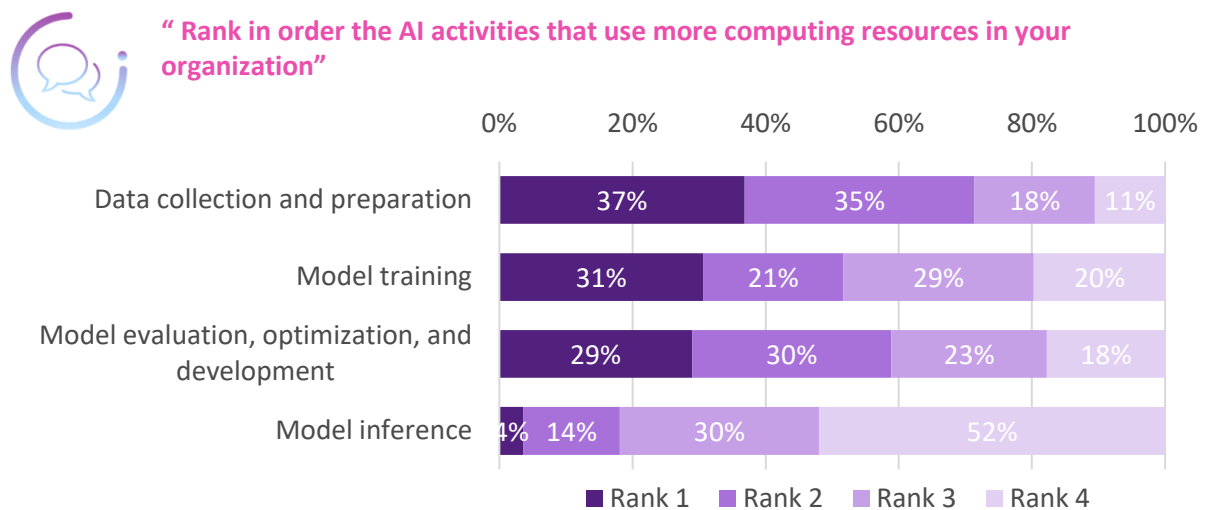 “ Rank in order the AI activities that use more computing resources in your
organization”
0% 20% 40% 60% 80% 100%
Data collection and preparation 37% 35% 18% 11%
Model training 31% 21% 29% 20%
Model evaluation, optimization, and
development 29% 30% 23% 18%
Model inference 4% 14% 30% 52%
Rank 1 Rank 2 Rank 3 Rank 4